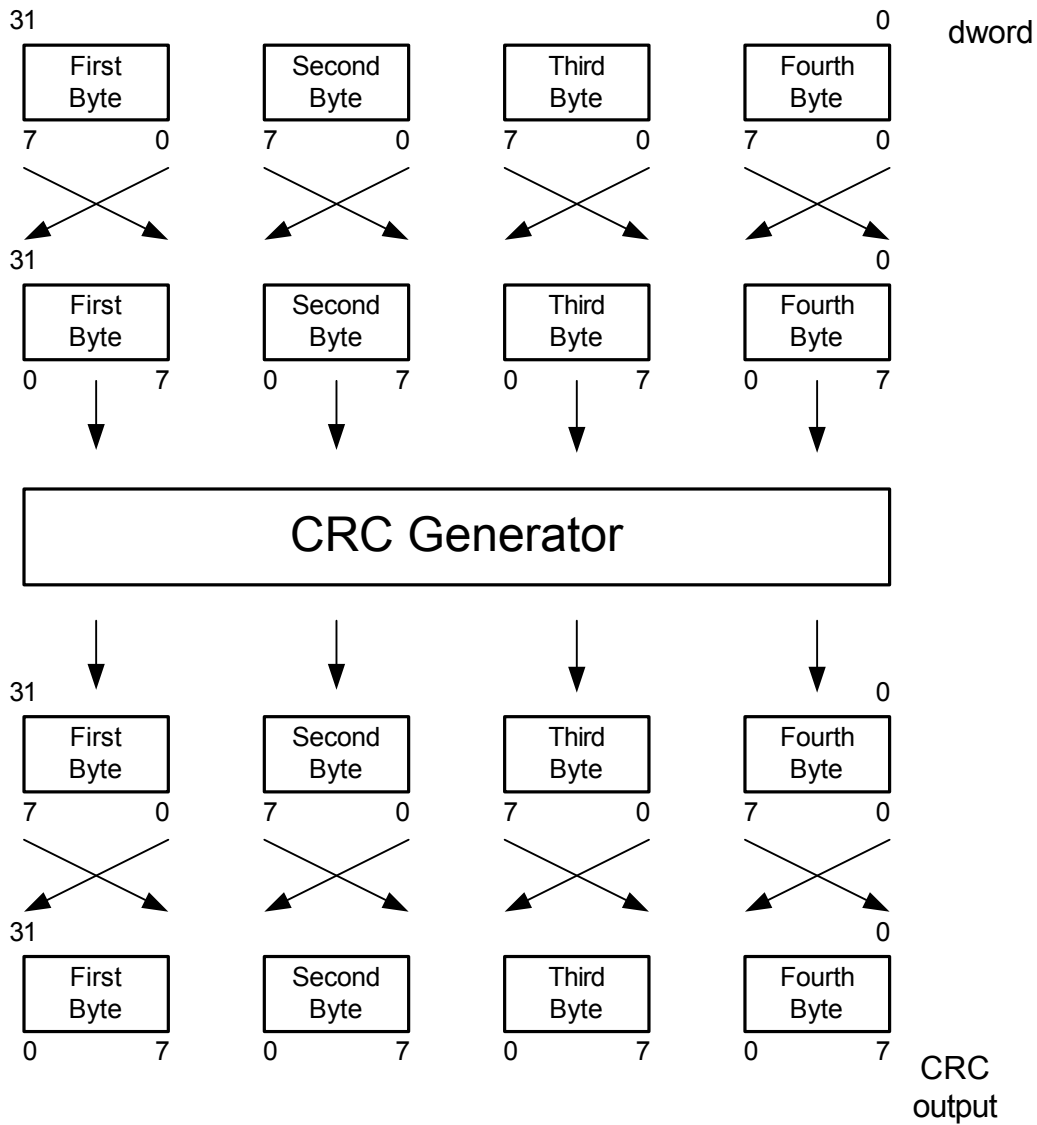 31 0
dword
First Second Third Fourth
Byte Byte Byte Byte
7 0 7 0 7 0 7 0
31 0
First Second Third Fourth
Byte Byte Byte Byte
0 7 0 7 0 7 0 7
CRC Generator
31 0
First Second Third Fourth
Byte Byte Byte Byte
7 0 7 0 7 0 7 0
31 0
First Second Third Fourth
Byte Byte Byte Byte
0 7 0 7 0 7 0 7
CRC
output